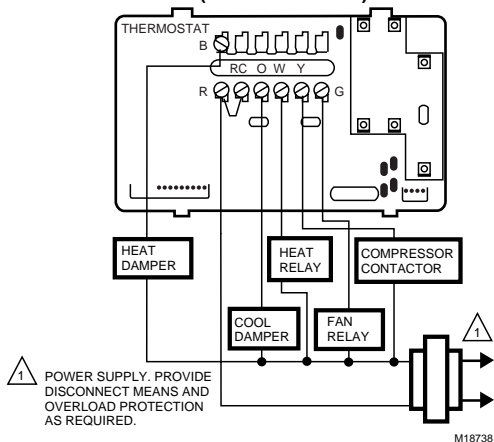 THERMOSTAT
B
RC O W Y
R
G
HEAT
DAMPER
HEAT
RELAY
COMPRESSOR
CONTACTOR
COOL
DAMPER
FAN
RELAY
1
1 POWER SUPPLY. PROVIDE
DISCONNECT MEANS AND
OVERLOAD PROTECTION
AS REQUIRED.
M18738